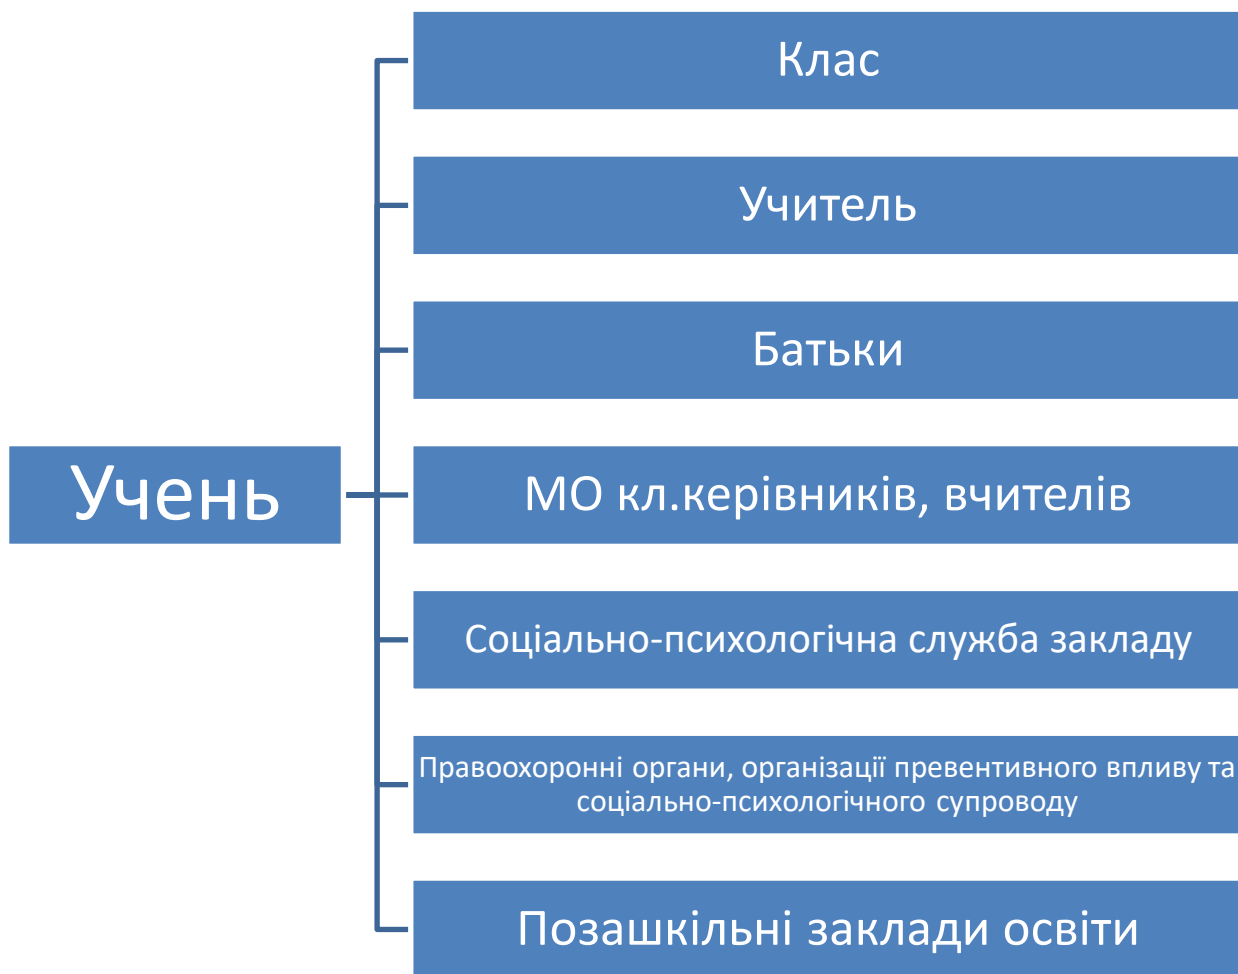 Учень
Клас
Учитель
Батьки
МО кл.керівників, вчителів
Соціально-психологічна служба закладу
Правоохоронні органи, організації превентивного впливу та
соціально-психологічного супроводу
Позашкільні заклади освіти